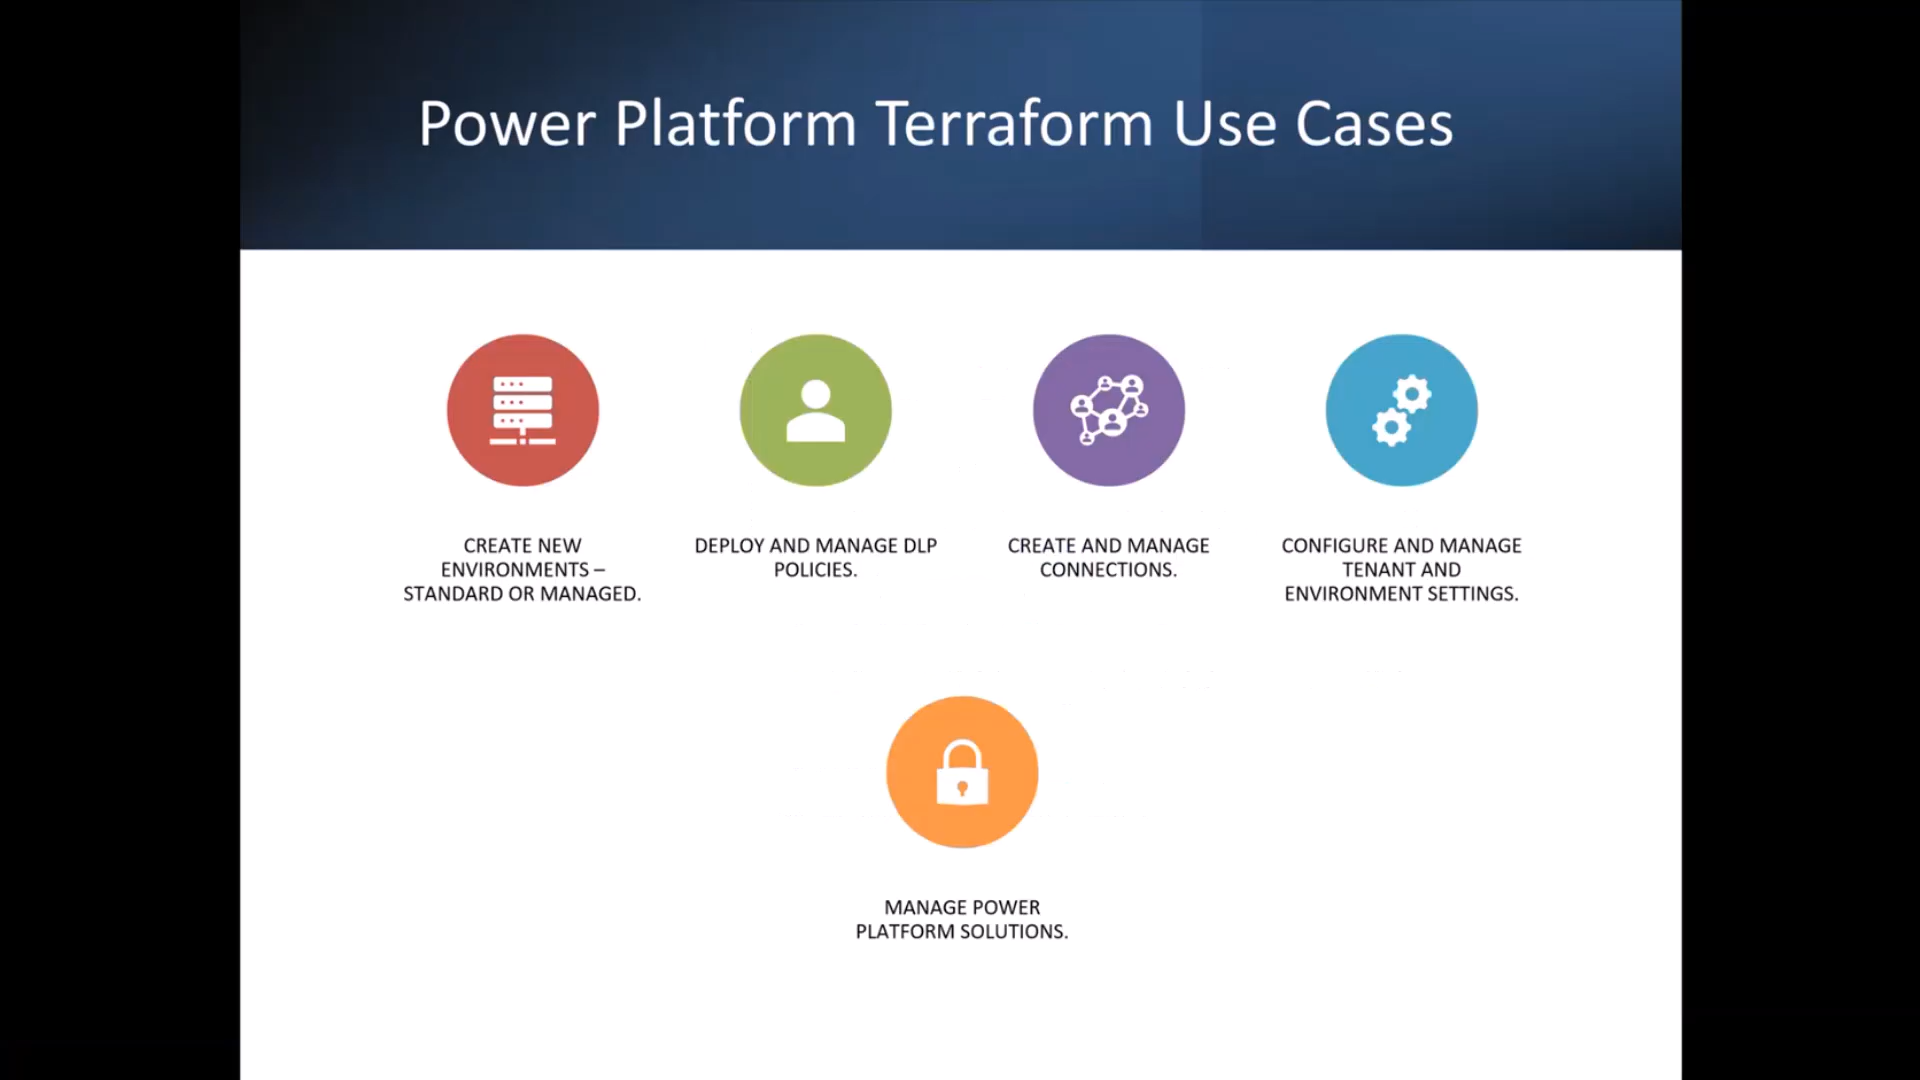 Power Platform Terraform Use Cases
CREATE NEW
ENVIRONMENTS –
STANDARD OR MANAGED.
DEPLOY AND MANAGE DLP
POLICIES.
CREATE AND MANAGE
CONNECTIONS.
CONFIGURE AND MANAGE
TENANT AND
ENVIRONMENT SETTINGS.
MANAGE POWER
PLATFORM SOLUTIONS.